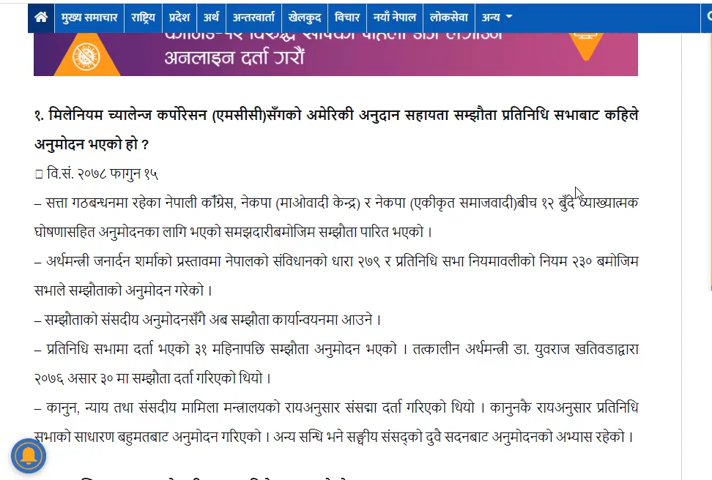 मुख्य समाचार राष्ट्रिय प्रदेश अर्थ अन्तरवार्ता खेलकुद विचार नयाँ नेपाल लोकसेवा अन्य
अनलाइन दर्ता गरौं
१. मिलेनियम च्यालेन्ज कर्पोरेसन (एमसीसी)सँगको अमेरिकी अनुदान सहायता सम्झौता प्रतिनिधि सभाबाट कहिले
अनुमोदन भएको हो ?
वि.सं. २०७८ फागुन १५
– सत्ता गठबन्धनमा रहेका नेपाली काँग्रेस, नेकपा (माओवादी केन्द्र) र नेकपा (एकीकृत समाजवादी)बीच १२ बुँदे व्याख्यात्मक
घोषणासहित अनुमोदनका लागि भएको समझदारीबमोजिम सम्झौता पारित भएको ।
– अर्थमन्त्री जनार्दन शर्माको प्रस्तावमा नेपालको संविधानको धारा २७९ र प्रतिनिधि सभा नियमावलीको नियम २३० बमोजिम
सभाले सम्झौताको अनुमोदन गरेको ।
– सम्झौताको संसदीय अनुमोदनसँगै अब सम्झौता कार्यान्वयनमा आउने ।
– प्रतिनिधि सभामा दर्ता भएको ३१ महिनापछि सम्झौता अनुमोदन भएको । तत्कालीन अर्थमन्त्री डा. युवराज खतिवडाद्वारा
२०७६ असार ३० मा सम्झौता दर्ता गरिएको थियो ।
– कानुन, न्याय तथा संसदीय मामिला मन्त्रालयको रायअनुसार संसद्मा दर्ता गरिएको थियो । कानुनकै रायअनुसार प्रतिनिधि
सभाको साधारण बहुमतबाट अनुमोदन गरिएको । अन्य सन्धि भने सङ्घीय संसद्को दुवै सदनबाट अनुमोदनको अभ्यास रहेको ।